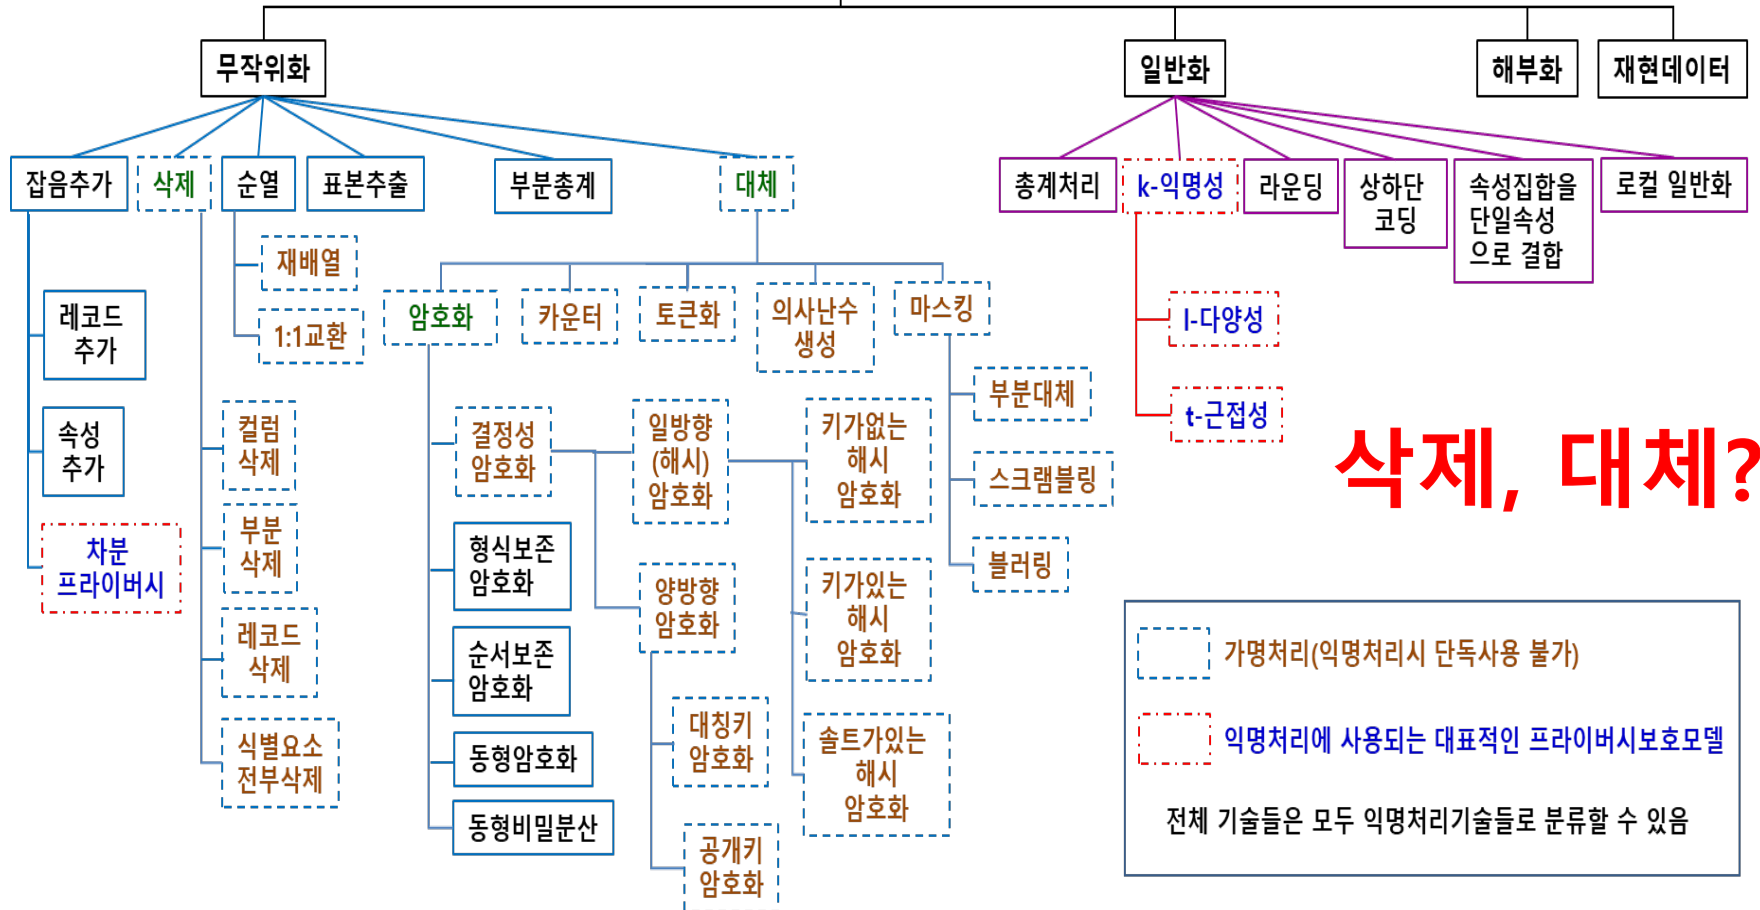 무작위화
일반화
해부화
재현데이터
잡음추가
삭제
순열
표본추출
부분총계
대체
총계처리
k-익명성
라운딩
상하단
코딩
속성집합을
단일속성
으로 결합
로컬 일반화
재배열
1:1교환
레코드
추가
속성
추가
차분
프라이버시
컬럼
삭제
부분
삭제
레코드
삭제
식별요소
전부삭제
암호화
카운터
토큰화
의사난수
생성
마스킹
결정성
암호화
형식보존
암호화
순서보존
암호화
동형암호화
동형비밀분산
일방향
(해시)
암호화
양방향
암호화
대칭키
암호화
공개키
암호화
키가없는
해시
암호화
키가있는
해시
암호화
솔트가있는
해시
암호화
부분대체
스크램블링
블러링
l-다양성
t-근접성
삭제, 대체?
가명처리(익명처리시 단독사용 불가)
익명처리에 사용되는 대표적인 프라이버시보호모델
전체 기술들은 모두 익명처리기술들로 분류할 수 있음